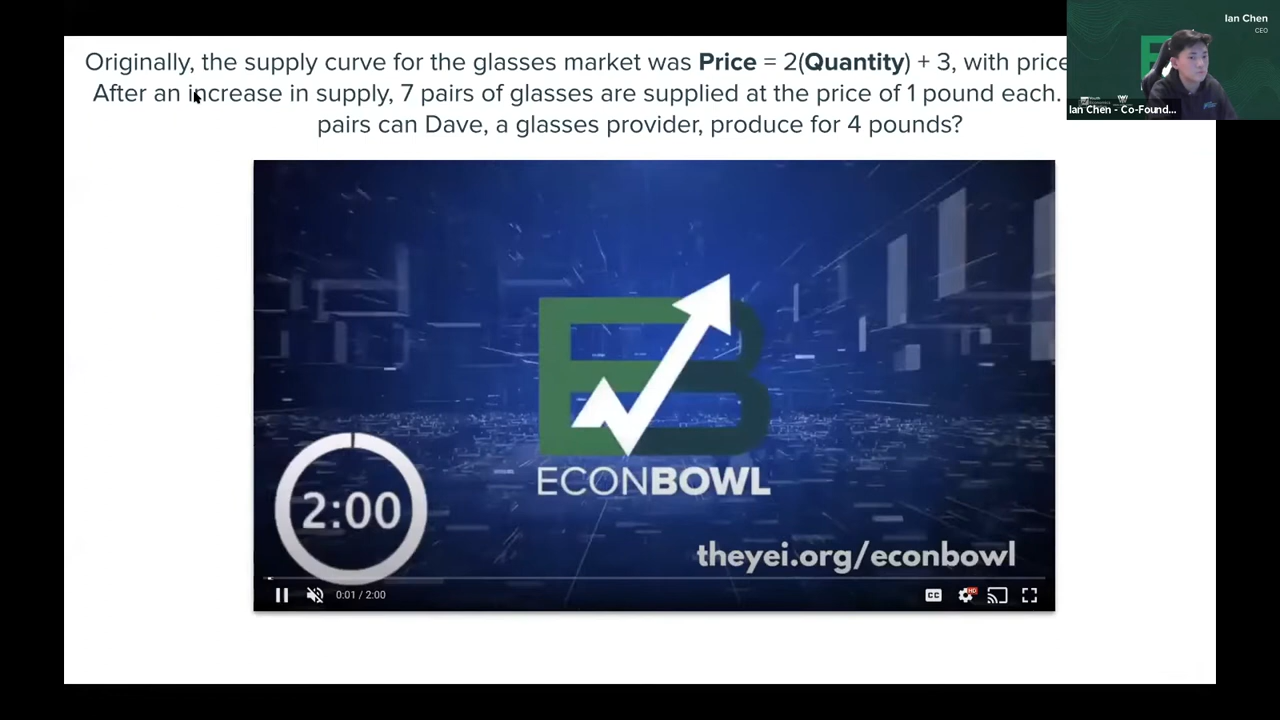 Originally, the supply curve for the glasses market was Price = 2(Quantity) + 3, with price
After an increase in supply, 7 pairs of glasses are supplied at the price of 1 pound each.
pairs can Dave, a glasses provider, produce for 4 pounds?
Ian Chen
CEO
Ian Chen - Co-Found...
EB
ECONBOWL
2:00
theyei.org/econbowl
0:01 / 2:00
CC
HD